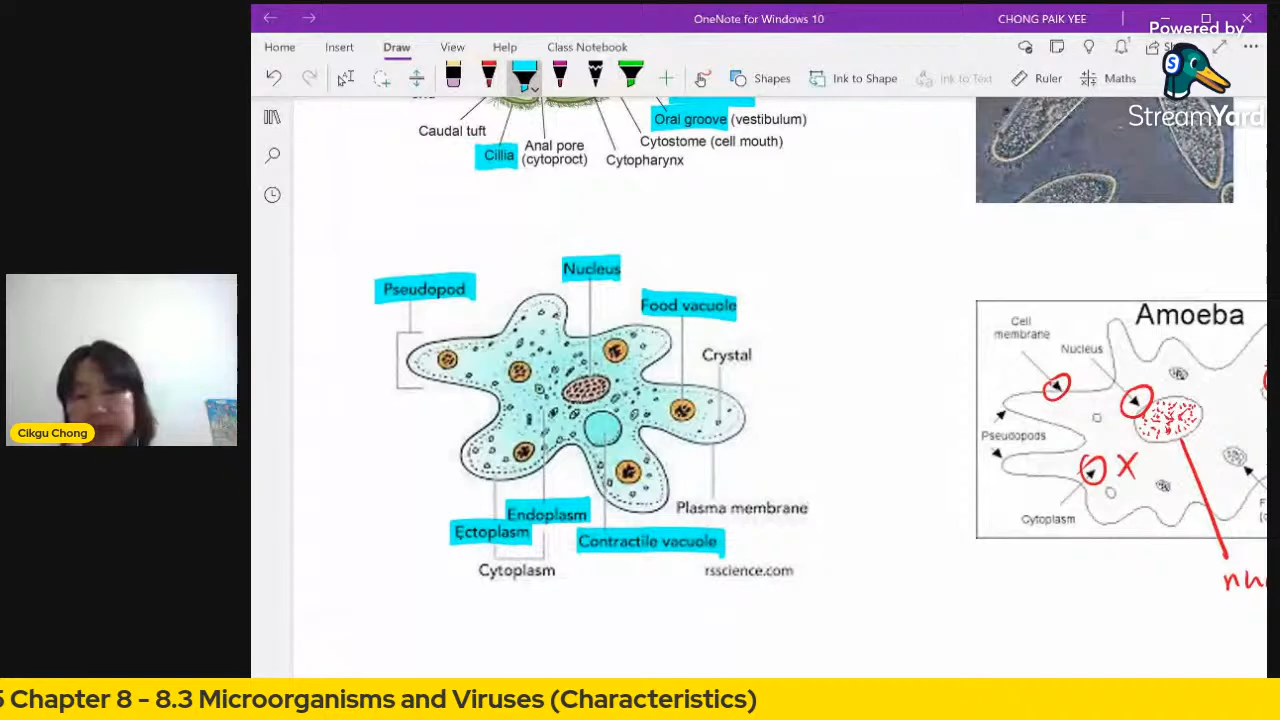 OneNote for Windows 10
CHONG PAIK YEE
Powered by
StreamYard
Home
Insert
Draw
View
Help
Class Notebook
Shapes
Ink to Shape
Ink to Text
Ruler
Maths
Caudal tuft
Cillia
Anal pore
(cytoproct)
Oral groove (vestibulum)
Cytostome (cell mouth)
Cytopharynx
Pseudopod
Nucleus
Food vacuole
Crystal
Endoplasm
Ectoplasm
Cytoplasm
Contractile vacuole
Plasma membrane
rsscience.com
Amoeba
Cell
membrane
Nucleus
Pseudopods
Cytoplasm
X
Cikgu Chong
5 Chapter 8 - 8.3 Microorganisms and Viruses (Characteristics)